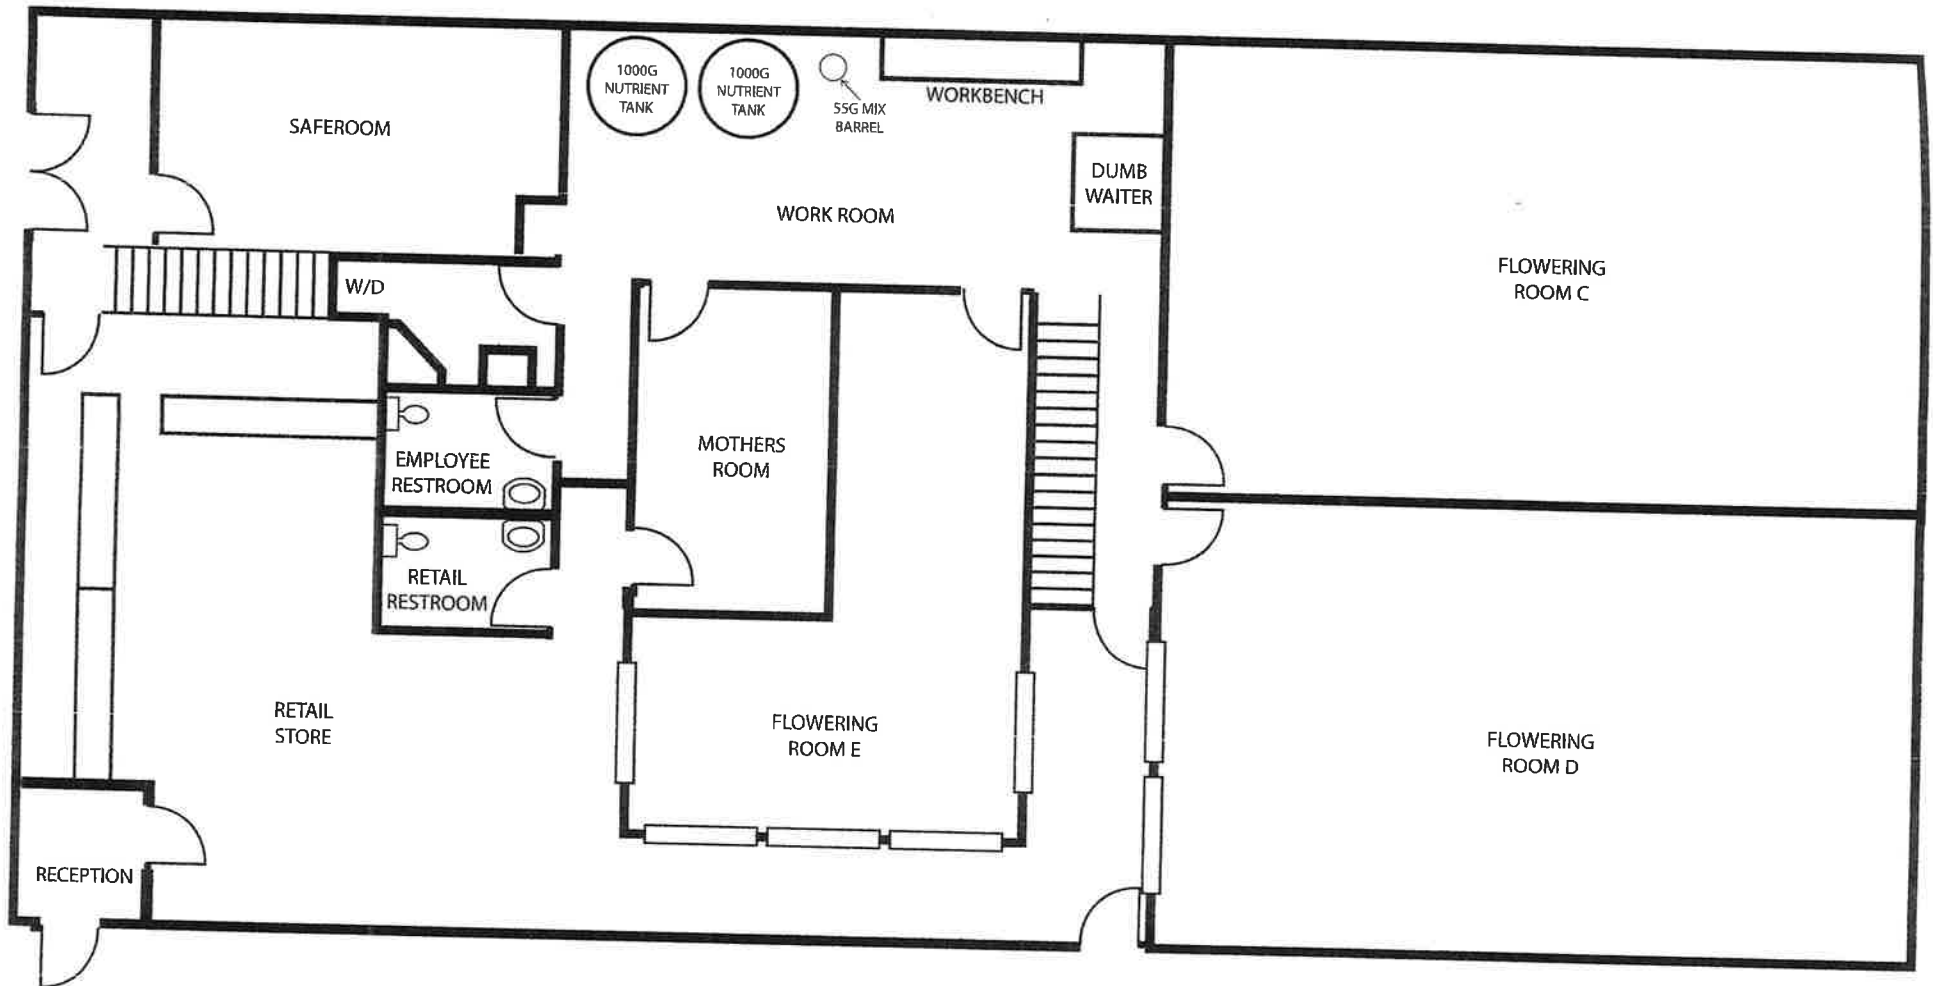 1000G
NUTRIENT
TANK
1000G
NUTRIENT
TANK
55G MIX
BARREL
WORKBENCH
SAFEROOM
DUMB
WAITER
WORK ROOM
FLOWERING
ROOM C
W/D
MOTHERS
ROOM
EMPLOYEE
RESTROOM
RETAIL
RESTROOM
RETAIL
STORE
FLOWERING
ROOM E
FLOWERING
ROOM D
RECEPTION